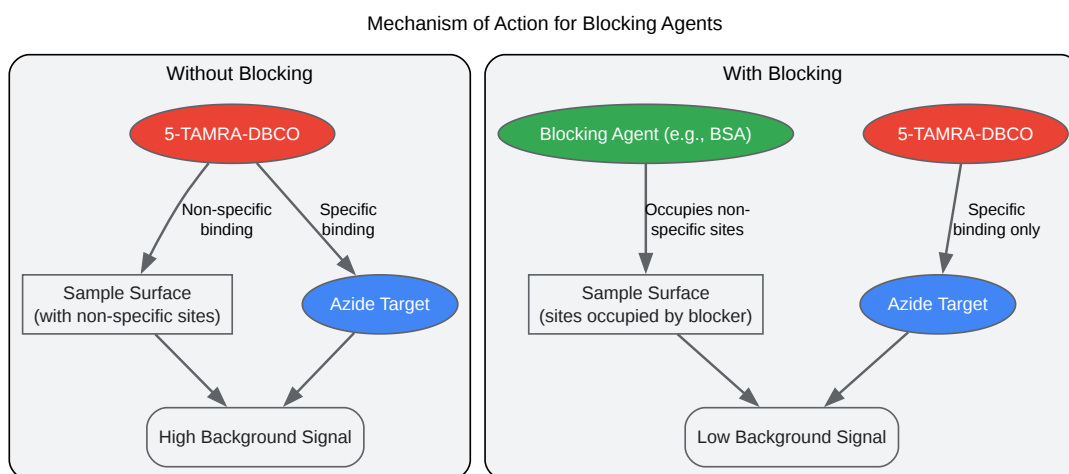 Mechanism of Action for Blocking Agents
Without Blocking
5-TAMRA-DBCO
Non-specific
binding
Specific
binding
Sample Surface
(with non-specific sites)
Azide Target
High Background Signal
With Blocking
Blocking Agent (e.g., BSA)
5-TAMRA-DBCO
Occupies non-
specific sites
Specific
binding only
Sample Surface
(sites occupied by blocker)
Azide Target
Low Background Signal